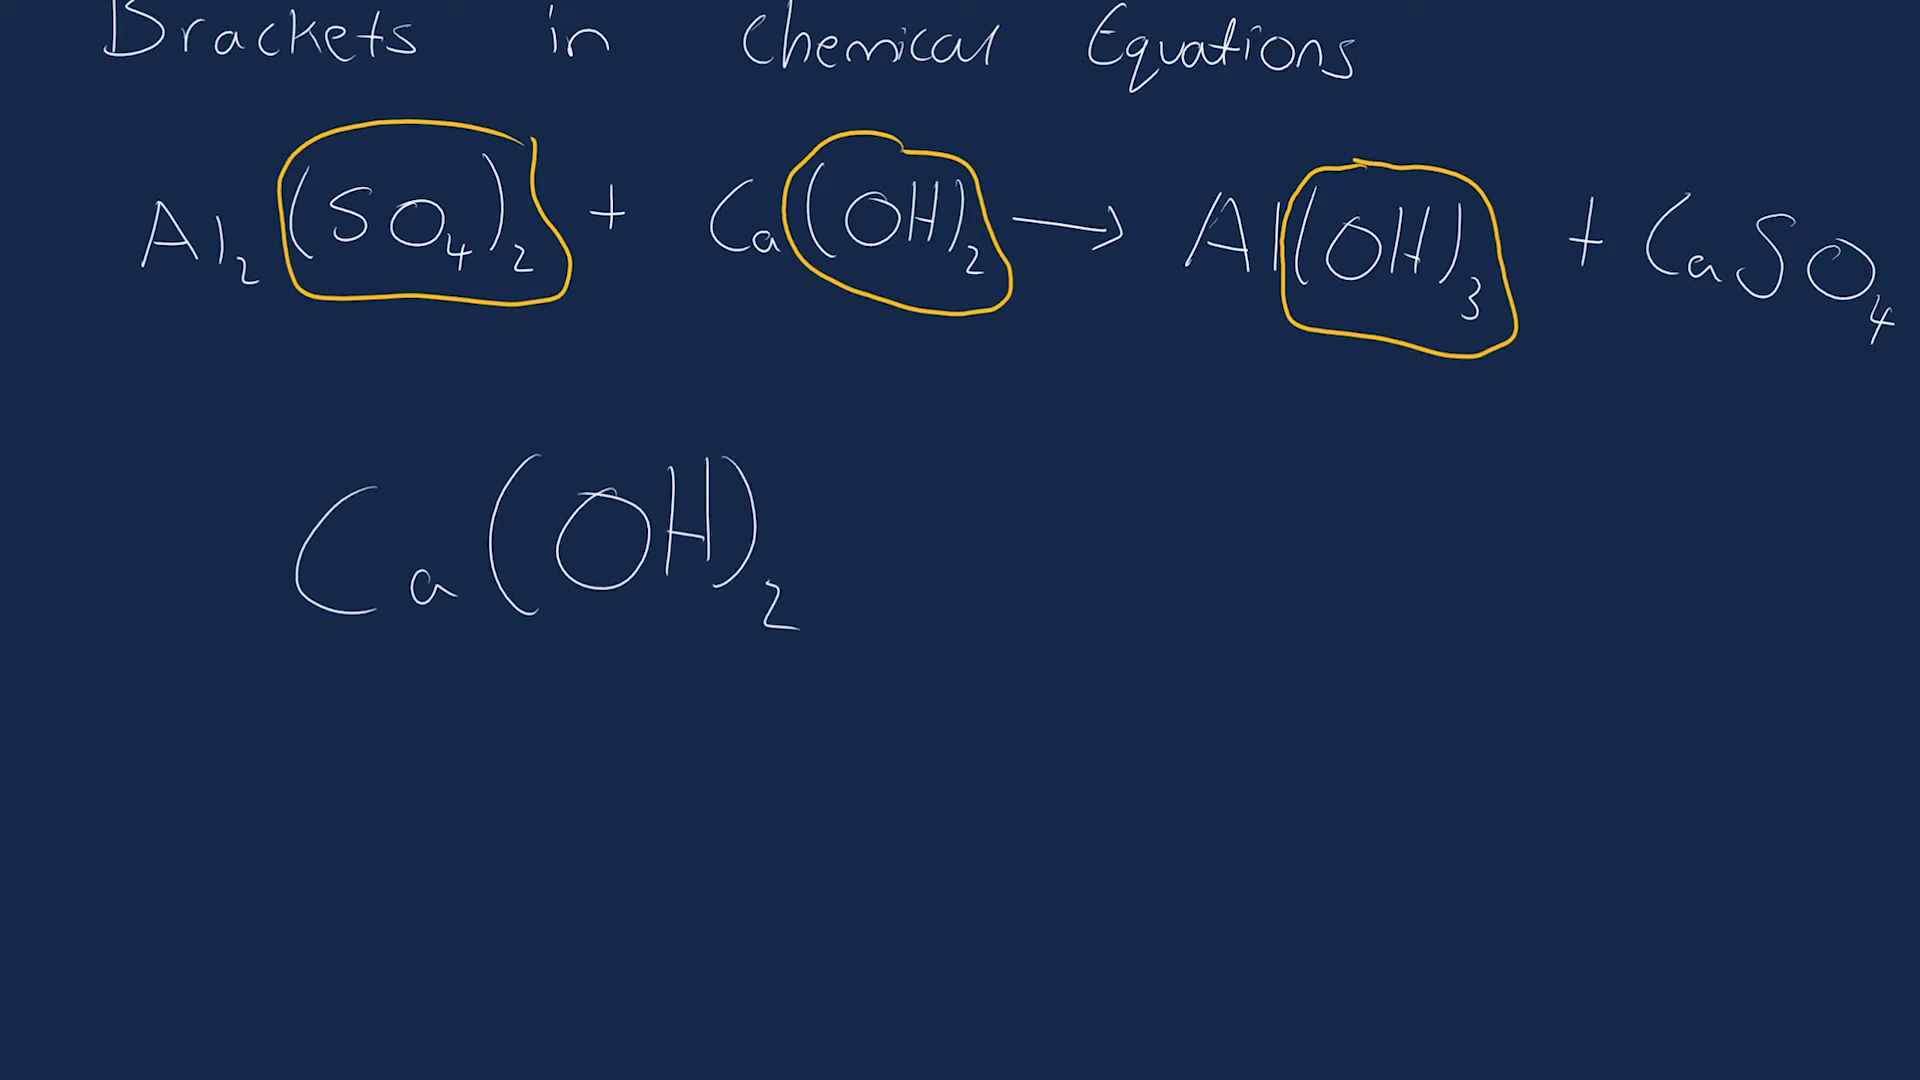 Brackets in Chemical Equations
Al₂(SO₄)₂ + Ca(OH)₂ → Al(OH)₃ + CaSO₄
Ca(OH)₂